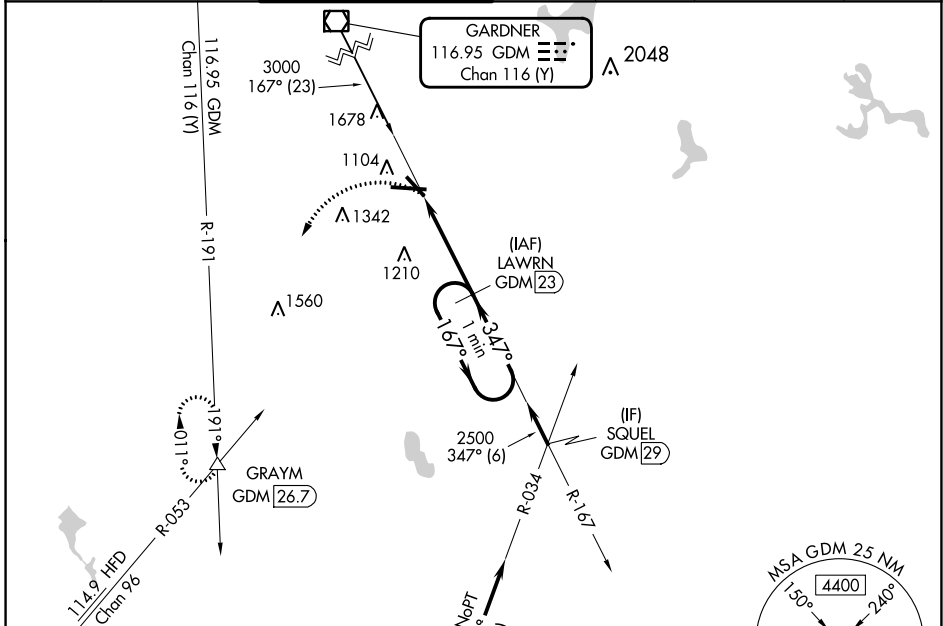 116.95 GDM
Chan 116 (Y)
R-191
3000
167° (23)
GARDNER
116.95 GDM
Chan 116 (Y)
2048
1678
1104
1342
1210
1560
(IAF)
LAWRN
GDM 23
1 min
347°
167°
2500
347° (6)
(IF)
SQUEL
GDM 29
R-034
R-167
191°
011°
GRAYM
GDM 26.7
R-053
114.9 HFD
Chan 96
NoPT
MSA GDM 25 NM
4400
150°
240°